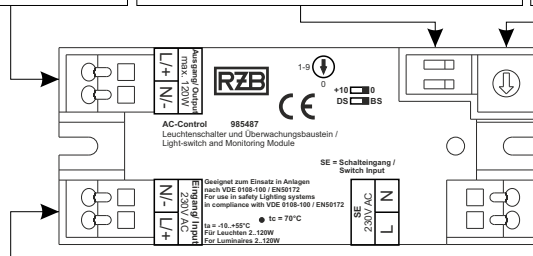 L/+
N/-
Ausgang/ Output
max. 120W
RZB
1-9
0
+10 0
DS BS
CE
AC-Control 985487
Leuchtenschalter und Überwachungsbaustein /
Light-switch and Monitoring Module
SE = Schalteingang /
Switch Input
N/-
L/+
Eingang/ Input
230V AC
Geeignet zum Einsatz in Anlagen
nach VDE 0108-100 / EN50172
For use in safety Lighting systems
in compliance with VDE 0108-100 / EN50172
tc = 70°C
ta = -10..+55°C
Für Leuchten 2..120W
For Luminaires 2..120W
SE
230V AC
N
L